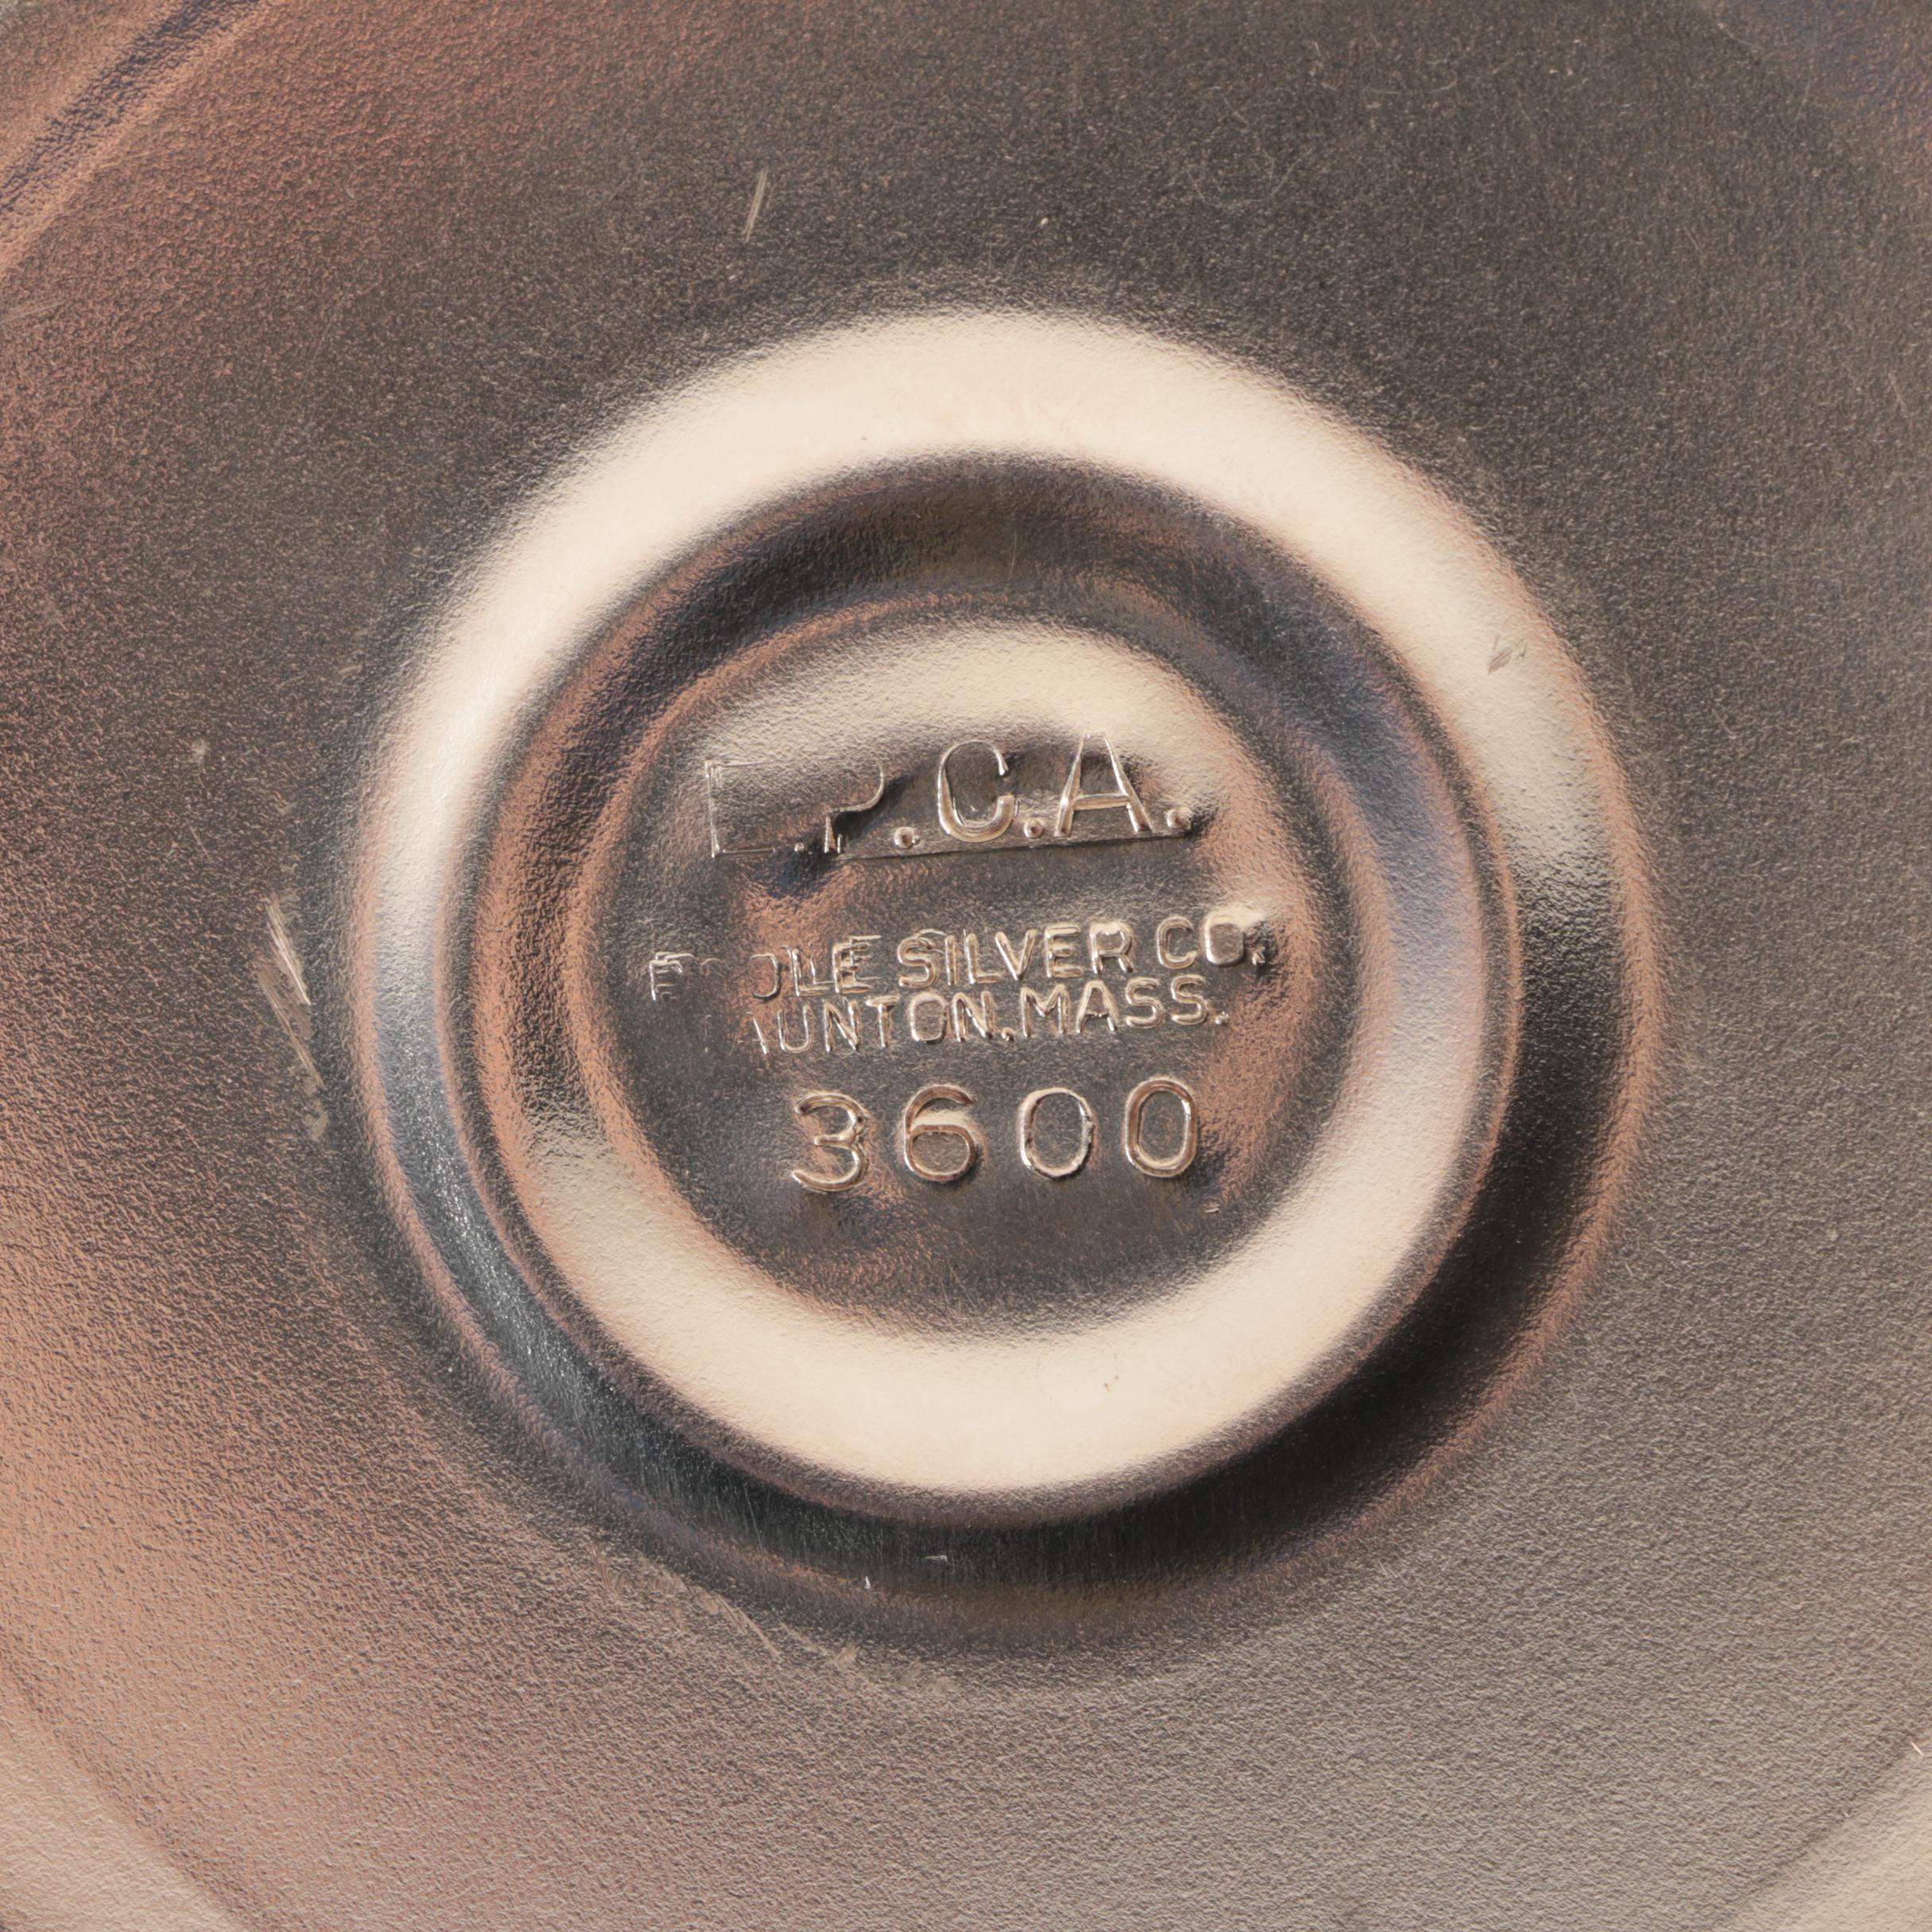 E.P.C.A.
POOLE SILVER CO.
TAUNTON, MASS.
3600